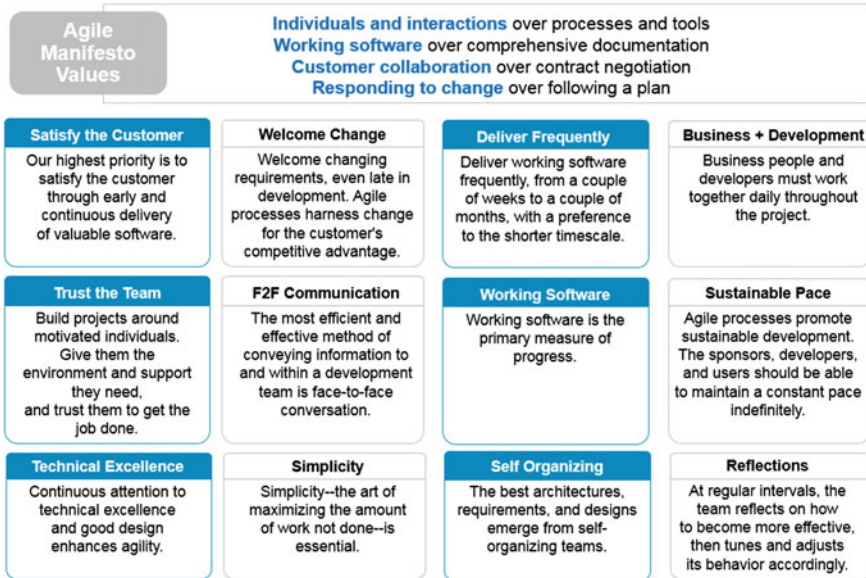 Agile
Manifesto
Values
Individuals and interactions over processes and tools
Working software over comprehensive documentation
Customer collaboration over contract negotiation
Responding to change over following a plan
Satisfy the Customer
Our highest priority is to
satisfy the customer
through early and
continuous delivery
of valuable software.
Welcome Change
Welcome changing
requirements, even late in
development. Agile
processes harness change
for the customer's
competitive advantage.
Deliver Frequently
Deliver working software
frequently, from a couple
of weeks to a couple of
months, with a preference
to the shorter timescale.
Business + Development
Business people and
developers must work
together daily throughout
the project.
Trust the Team
Build projects around
motivated individuals.
Give them the
environment and support
they need,
and trust them to get the
job done.
F2F Communication
The most efficient and
effective method of
conveying information to
and within a development
team is face-to-face
conversation.
Working Software
Working software is the
primary measure of
progress.
Sustainable Pace
Agile processes promote
sustainable development.
The sponsors, developers,
and users should be able
to maintain a constant pace
indefinitely.
Technical Excellence
Continuous attention to
technical excellence
and good design
enhances agility.
Simplicity
Simplicity--the art of
maximizing the amount
of work not done--is
essential.
Self Organizing
The best architectures,
requirements, and designs
emerge from self-
organizing teams.
Reflections
At regular intervals, the
team reflects on how
to become more effective,
then tunes and adjusts
its behavior accordingly.